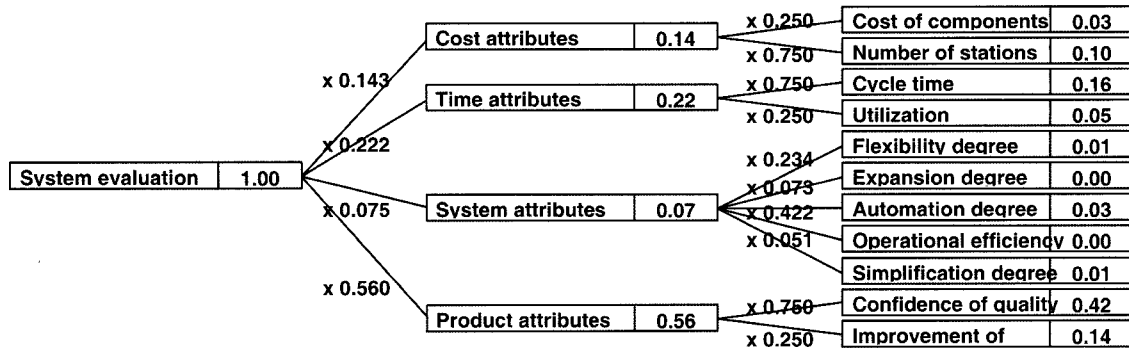 x 0.250 Cost of components 0.03
Cost attributes 0.14
x 0.750 Number of stations 0.10
x 0.143
x 0.750 Cycle time 0.16
Time attributes 0.22
x 0.250 Utilization 0.05
x 0.222
x 0.234 Flexibility degree 0.01
System evaluation 1.00
x 0.073 Expansion degree 0.00
x 0.075
System attributes 0.07
x 0.422 Automation degree 0.03
x 0.051 Operational efficiency 0.00
Simplification degree 0.01
x 0.560
x 0.750 Confidence of quality 0.42
Product attributes 0.56
x 0.250 Improvement of 0.14